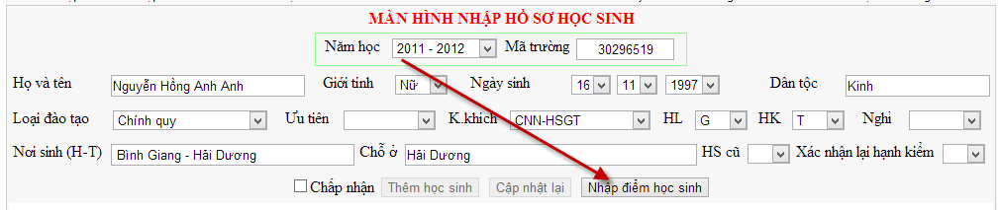 MÀN HÌNH NHẬP HỒ SƠ HỌC SINH
Năm học 2011 - 2012 Mã trường 30296519
Họ và tên Nguyễn Hồng Anh Anh Giới tính Nữ Ngày sinh 16 11 1997 Dân tộc Kinh
Loại đào tạo Chính quy Ưu tiên K.khích CNN-HSGT HL G HK T Nghỉ
Nơi sinh (H-T) Bình Giang - Hải Dương Chỗ ở Hải Dương HS cũ Xác nhận lại hạnh kiểm
Chấp nhận Thêm học sinh Cập nhật lại Nhập điểm học sinh